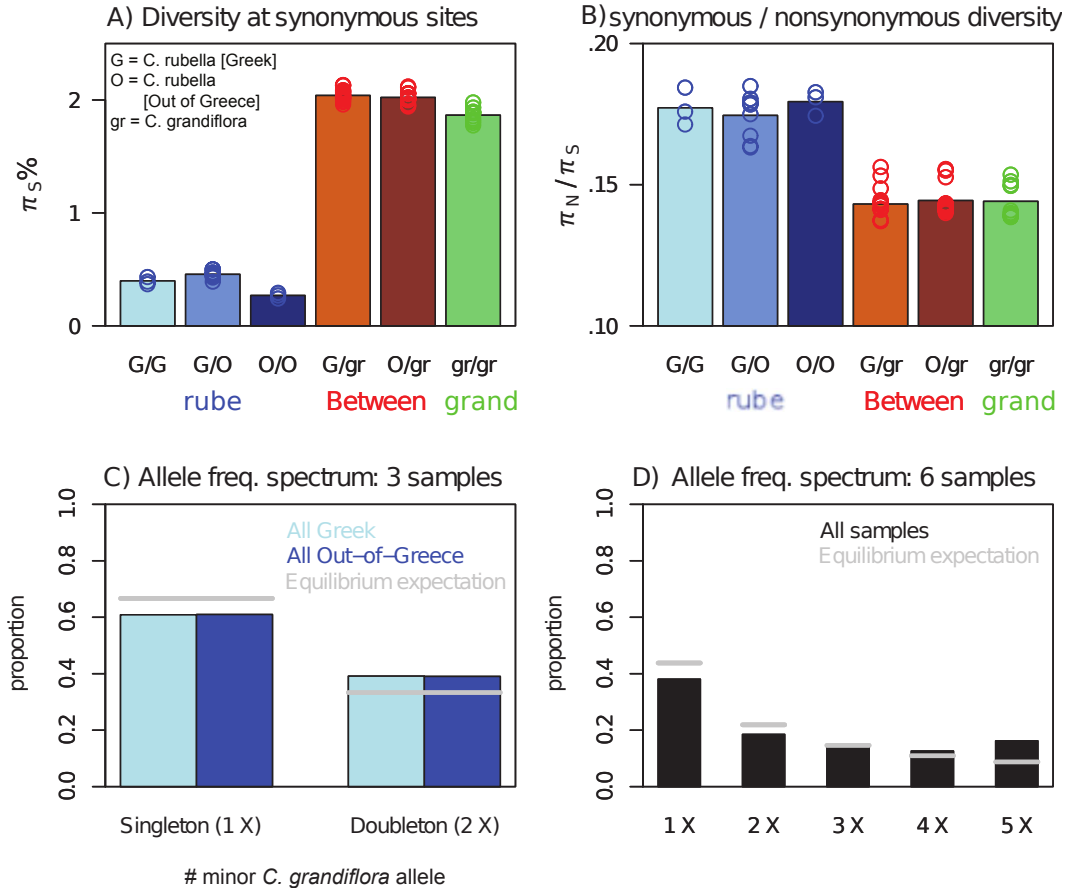 A) Diversity at synonymous sites
G = C. rubella [Greek]
O = C. rubella
[Out of Greece]
gr = C. grandiflora
π S %
2
1
0
G/G G/O O/O G/gr O/gr gr/gr
rube Between grand
B) synonymous / nonsynonymous diversity
π N / π S
.20
.15
.10
G/G G/O O/O G/gr O/gr gr/gr
rube Between grand
C) Allele freq. spectrum: 3 samples
All Greek
All Out–of–Greece
Equilibrium expectation
proportion
1.0
0.8
0.6
0.4
0.2
0.0
Singleton (1 X) Doubleton (2 X)
# minor C. grandiflora allele
D) Allele freq. spectrum: 6 samples
All samples
Equilibrium expectation
proportion
1.0
0.8
0.6
0.4
0.2
0.0
1 X 2 X 3 X 4 X 5 X